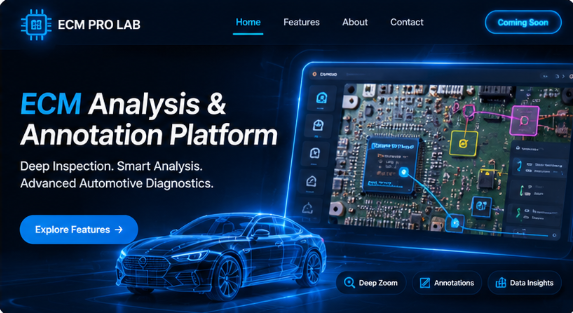 ECM PRO LAB
Home
Features
About
Contact
Coming Soon
ECM Analysis &
Annotation Platform
Deep Inspection. Smart Analysis.
Advanced Automotive Diagnostics.
Explore Features →
Deep Zoom
Annotations
Data Insights